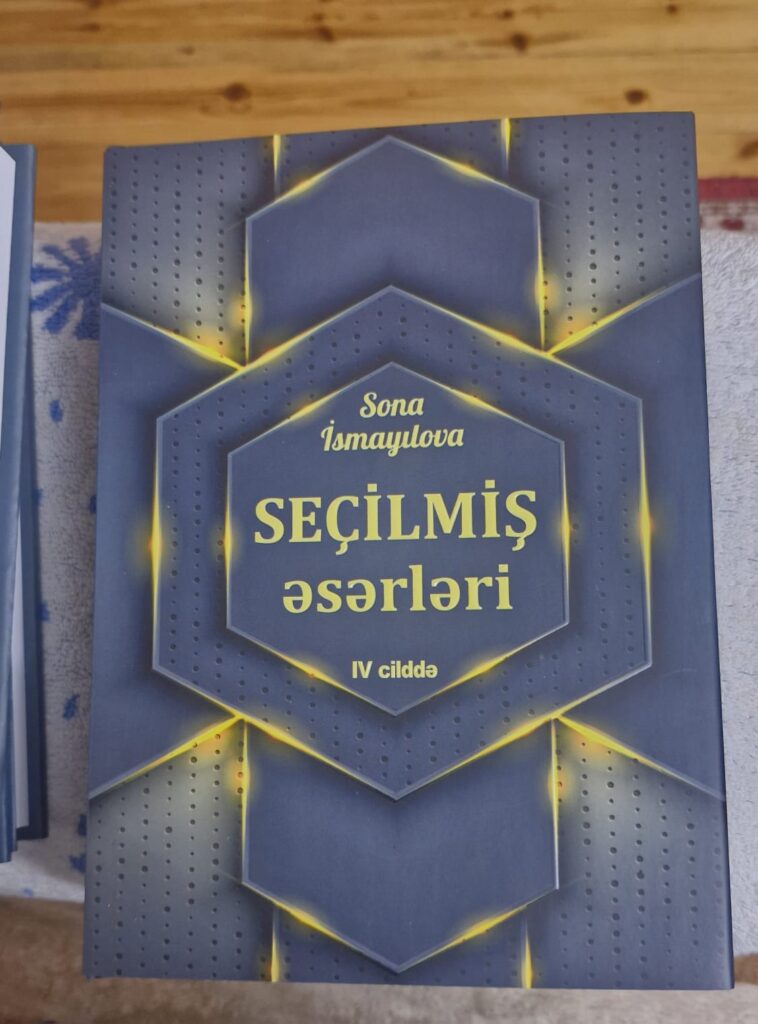 Sona
İsmayılova
SEÇİLMİŞ
əsərləri
IV cilddə